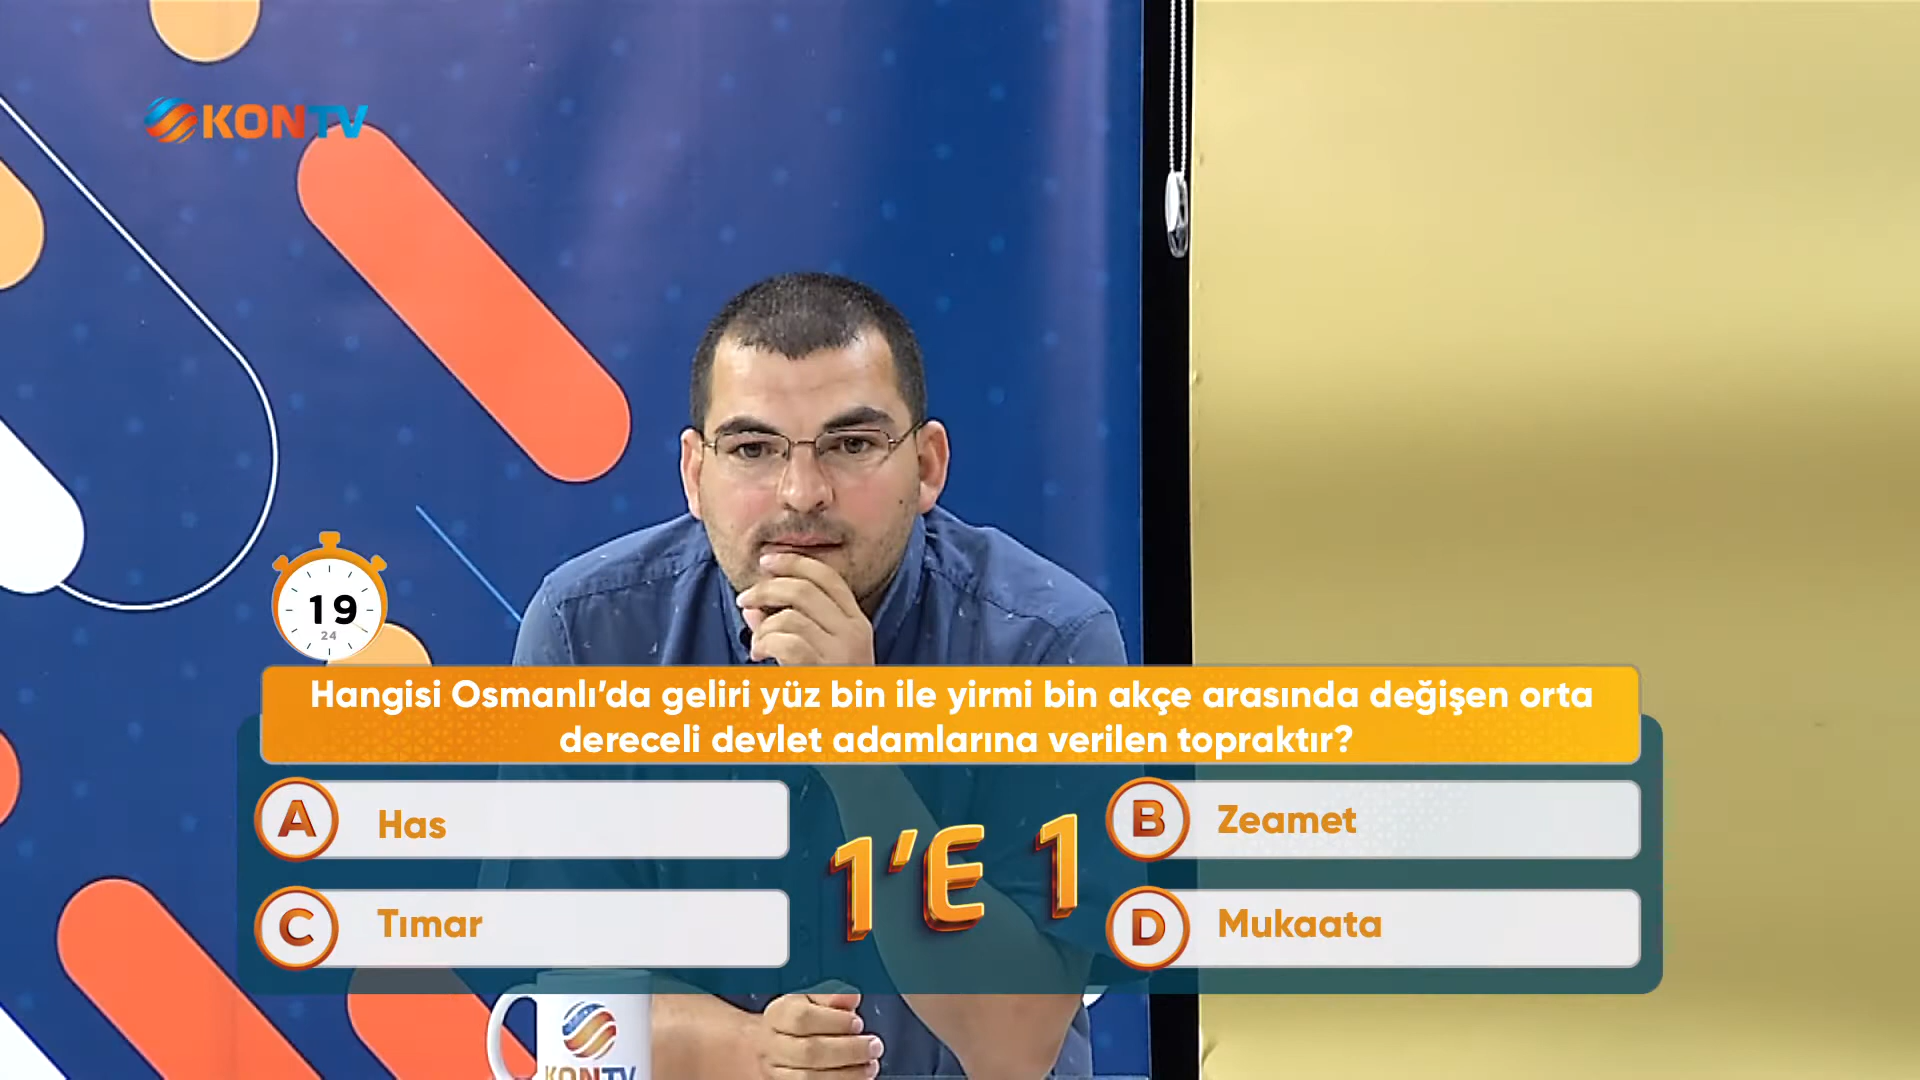 KONTV
19
24
Hangisi Osmanlı’da geliri yüz bin ile yirmi bin akçe arasında değişen orta
dereceli devlet adamlarına verilen topraktır?
A Has
B Zeamet
1’E 1
C Tımar
D Mukaata
KONTV